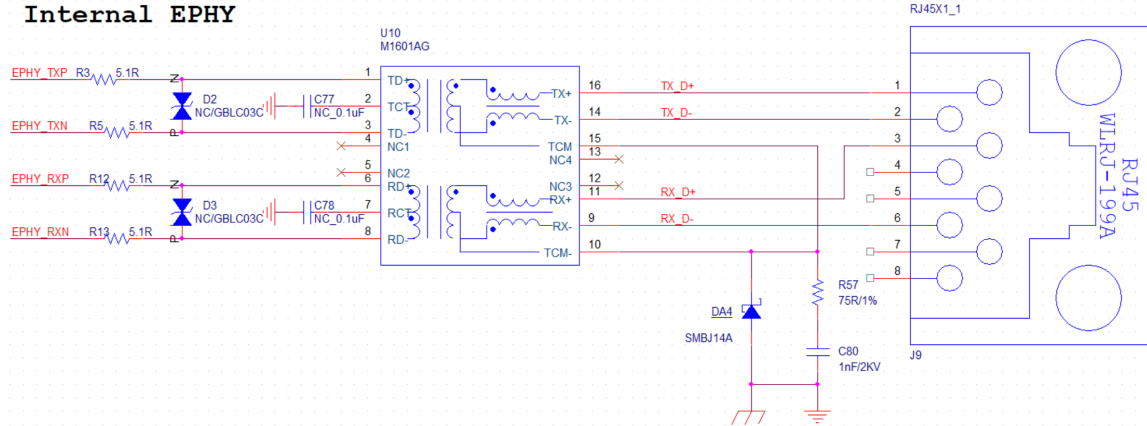 Internal EPHY
RJ45X1_1
U10
M1601AG
EPHY_TXP R3 5.1R
N
1 TD+
D2
NC/GBLC03C
C77
NC_0.1uF
2 TCT
EPHY_TXN R5 5.1R
P
3 TD-
4 NC1
5 NC2
EPHY_RXP R12 5.1R
N
6 RD+
D3
NC/GBLC03C
C78
NC_0.1uF
7 RCT
EPHY_RXN R13 5.1R
P
8 RD-
TX+ 16 TX_D+ 1
TX- 14 TX_D- 2
TCM 15 3
NC4 13 4
NC3 12 5
RX+ 11 RX_D+
RX- 9 RX_D- 6
TCM- 10 7
8
RJ45
WLRJ-199A
R57
75R/1%
DA4
SMBJ14A
C80
1nF/2KV
J9